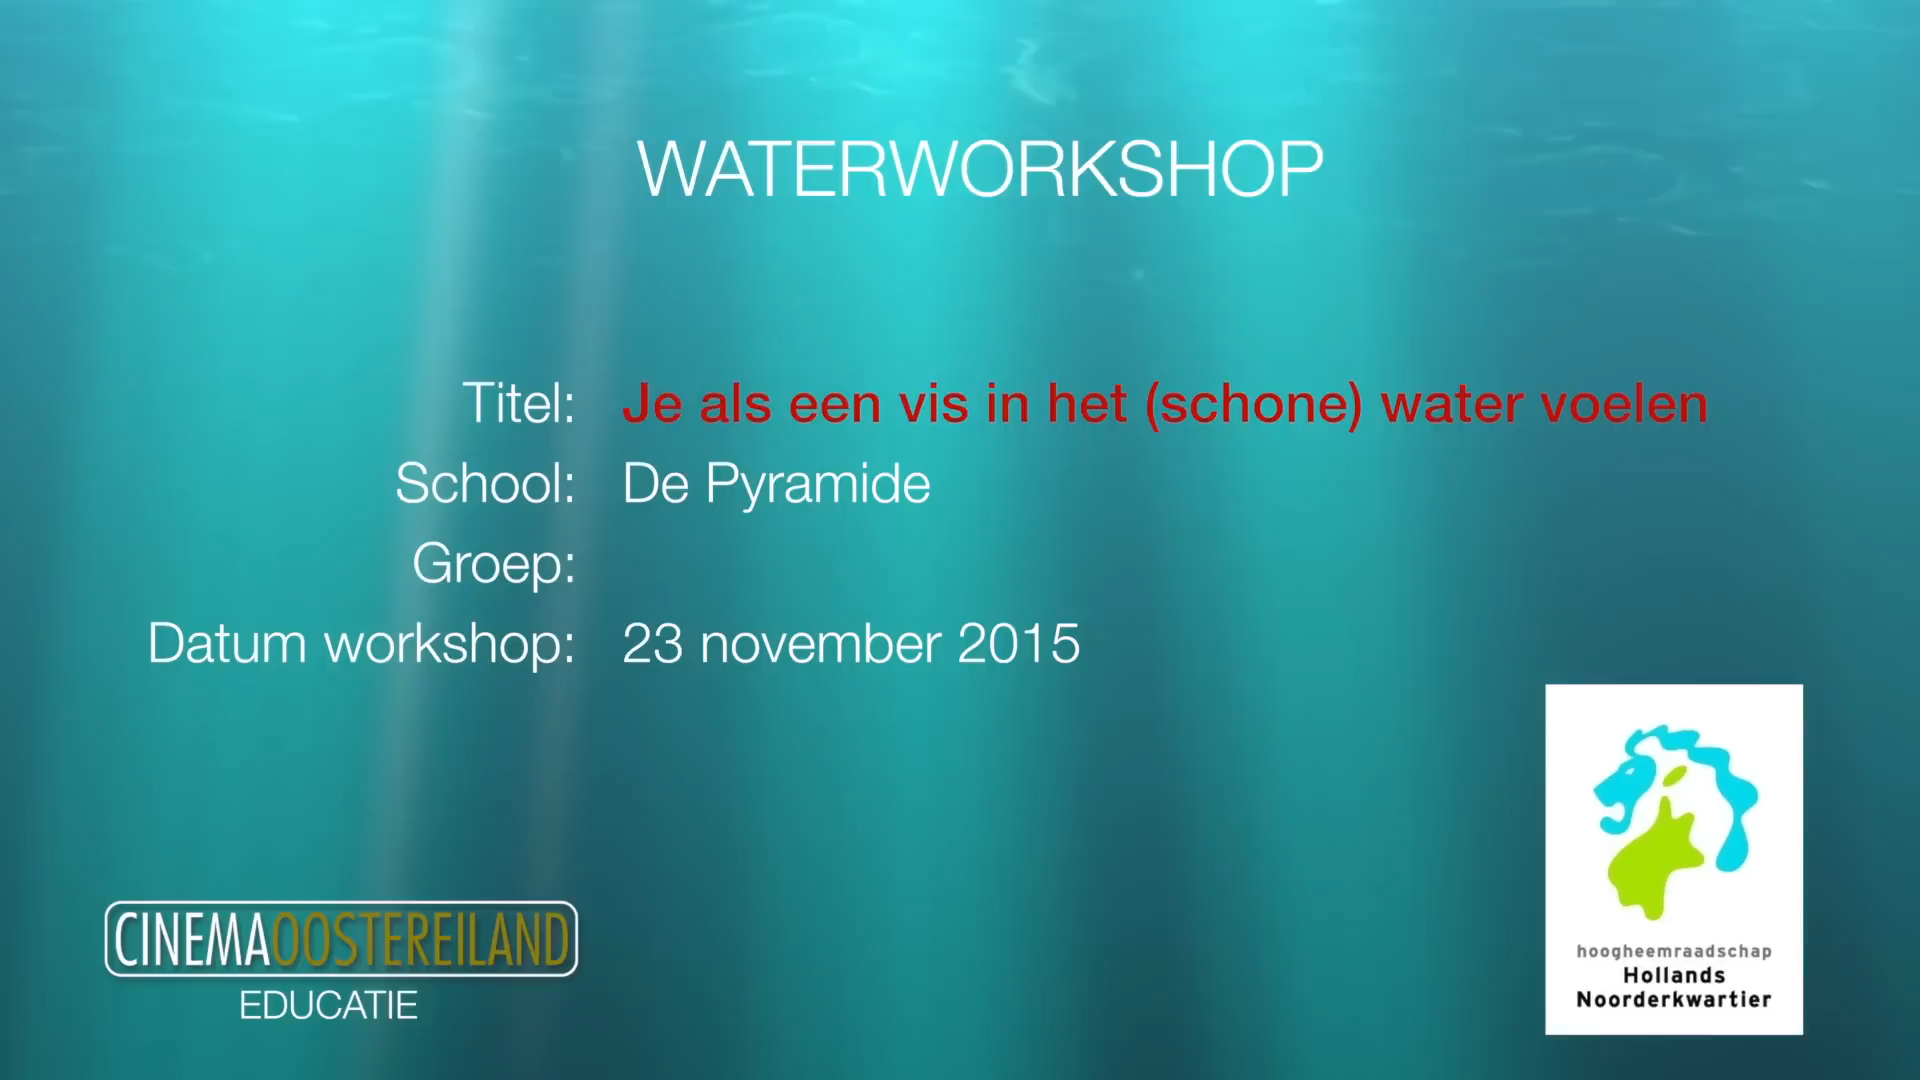 WATERWORKSHOP
Titel: Je als een vis in het (schone) water voelen
School: De Pyramide
Groep:
Datum workshop: 23 november 2015
CINEMAOOSTEREILAND
EDUCATIE
hoogheemraadschap
Hollands
Noorderkwartier